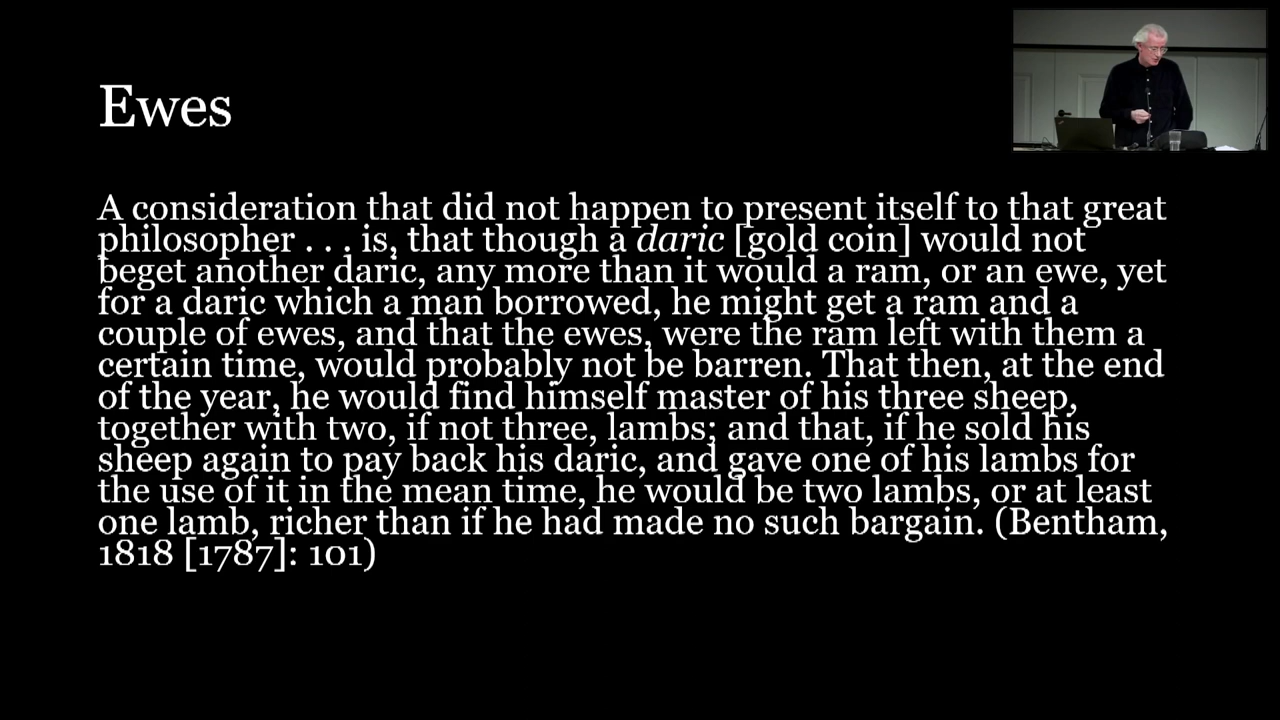 Ewes
A consideration that did not happen to present itself to that great
philosopher . . . is, that though a daric [gold coin] would not
beget another daric, any more than it would a ram, or an ewe, yet
for a daric which a man borrowed, he might get a ram and a
couple of ewes, and that the ewes, were the ram left with them a
certain time, would probably not be barren. That then, at the end
of the year, he would find himself master of his three sheep,
together with two, if not three, lambs; and that, if he sold his
sheep again to pay back his daric, and gave one of his lambs for
the use of it in the mean time, he would be two lambs, or at least
one lamb, richer than if he had made no such bargain. (Bentham,
1818 [1787]: 101)